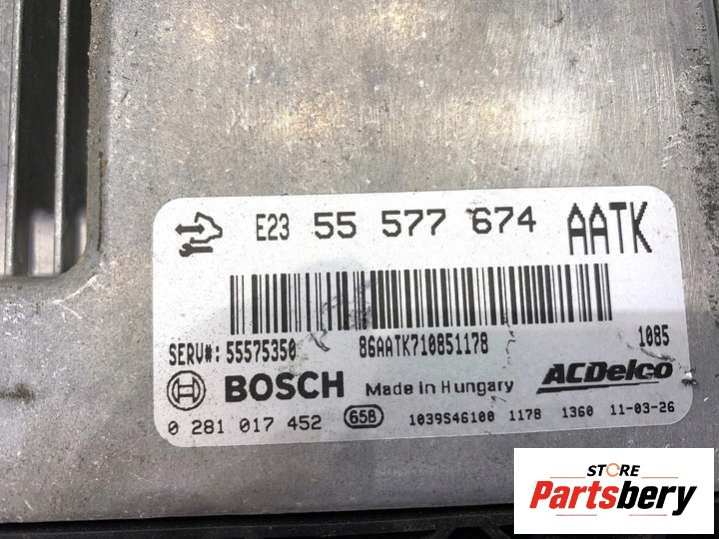 E23 55 577 674 AATK
SERV#: 55575350 86AATK710851178 1085
BOSCH Made in Hungary ACDelco
0 281 017 452 658 1039S46100 1178 1360 11-03-26
STORE
Partsbery